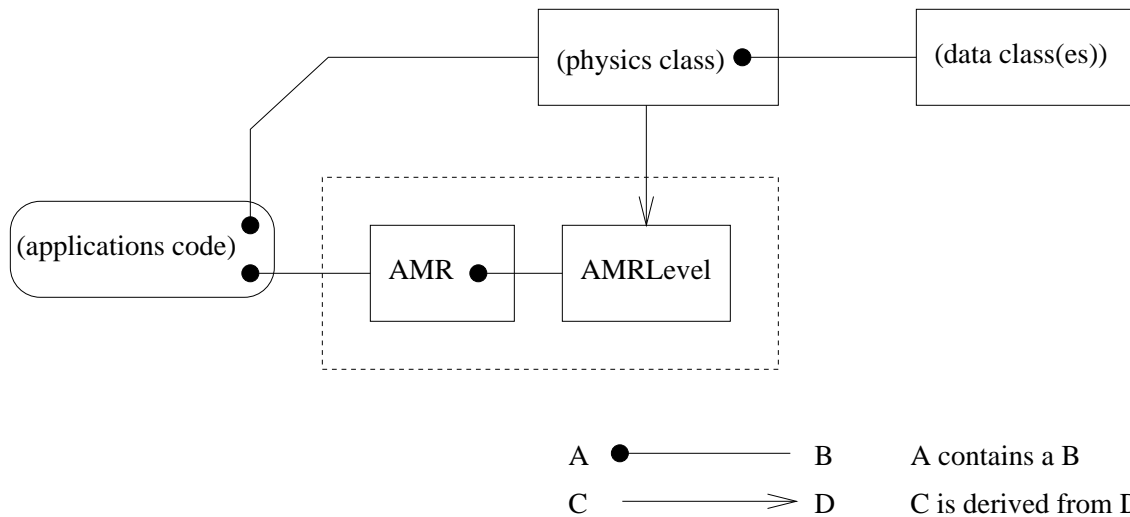 (physics class)
(data class(es))
(applications code)
AMR
AMRLevel
A B A contains a B
C D C is derived from D